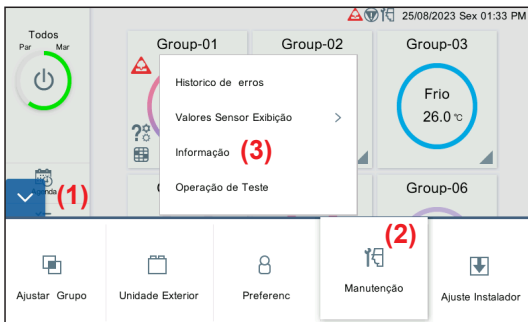 25/08/2023 Sex 01:33 PM
Todos
Par Mar
Group-01
Group-02
Group-03
Historico de erros
Valores Sensor Exibição >
Informação (3)
Operação de Teste
Frio
26.0 °C
(1)
Group-06
(2)
Ajustar Grupo
Unidade Exterior
Preferenc
Manutenção
Ajuste Instalador